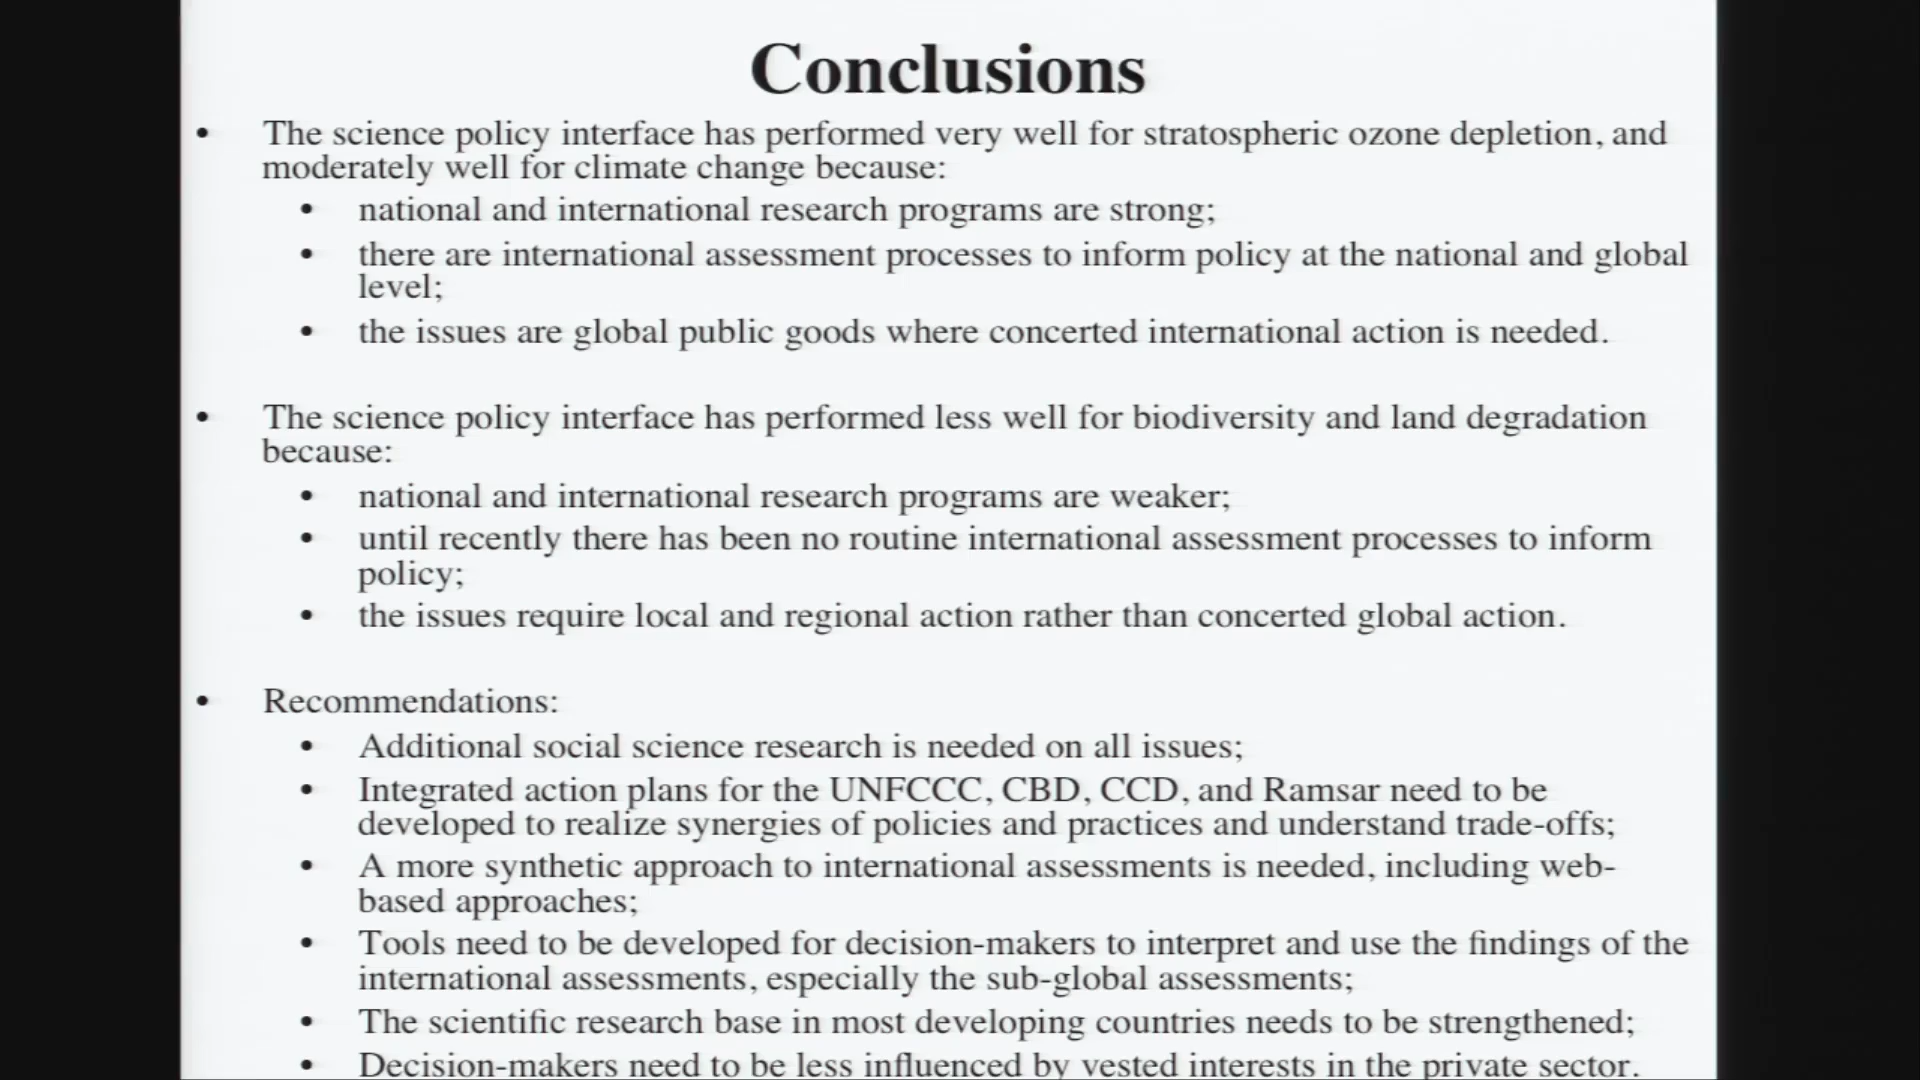 Conclusions
• The science policy interface has performed very well for stratospheric ozone depletion, and
moderately well for climate change because:
• national and international research programs are strong;
• there are international assessment processes to inform policy at the national and global
level;
• the issues are global public goods where concerted international action is needed.
• The science policy interface has performed less well for biodiversity and land degradation
because:
• national and international research programs are weaker;
• until recently there has been no routine international assessment processes to inform
policy;
• the issues require local and regional action rather than concerted global action.
• Recommendations:
• Additional social science research is needed on all issues;
• Integrated action plans for the UNFCCC, CBD, CCD, and Ramsar need to be
developed to realize synergies of policies and practices and understand trade-offs;
• A more synthetic approach to international assessments is needed, including web-
based approaches;
• Tools need to be developed for decision-makers to interpret and use the findings of the
international assessments, especially the sub-global assessments;
• The scientific research base in most developing countries needs to be strengthened;
• Decision-makers need to be less influenced by vested interests in the private sector.